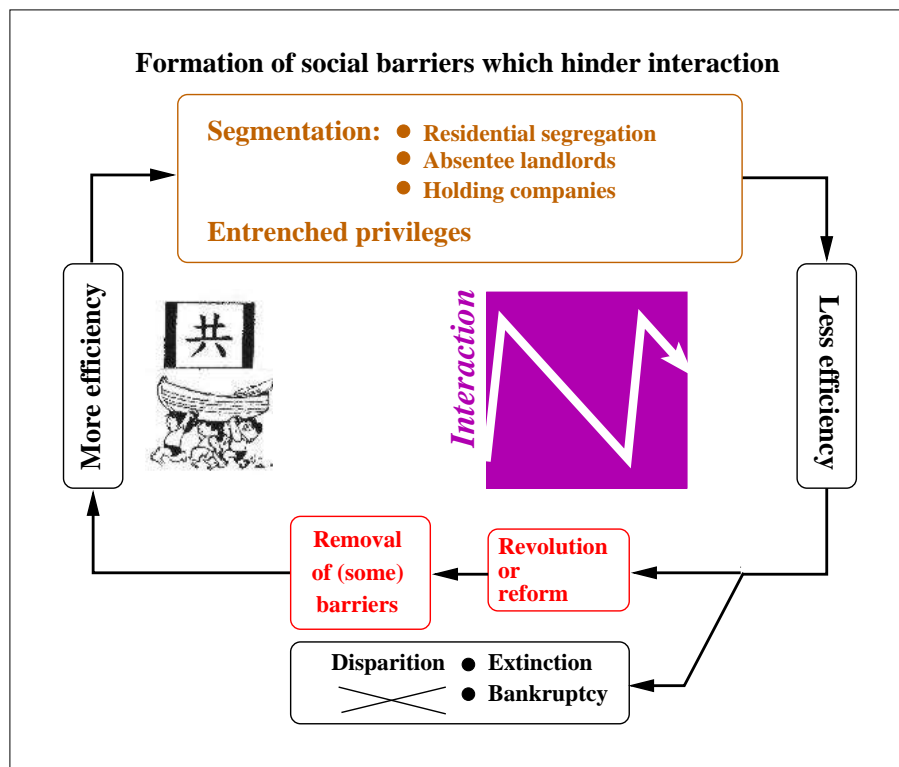 Formation of social barriers which hinder interaction
Segmentation:
● Residential segregation
● Absentee landlords
● Holding companies
Entrenched privileges
More efficiency
共
Interaction
Less efficiency
Removal
of (some)
barriers
Revolution
or
reform
Disparition
● Extinction
● Bankruptcy